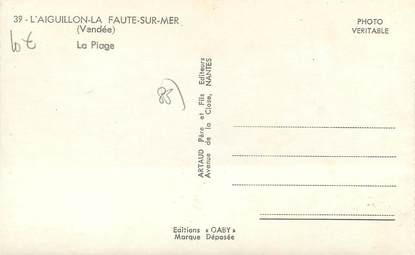 39 - L'AIGUILLON-LA FAUTE-SUR-MER
(Vendée)
La Plage
85)
ARTAUD Père et Fils Editeurs
Avenue de la Close, NANTES
PHOTO
VERITABLE
Editions « GABY »
Marque Déposée